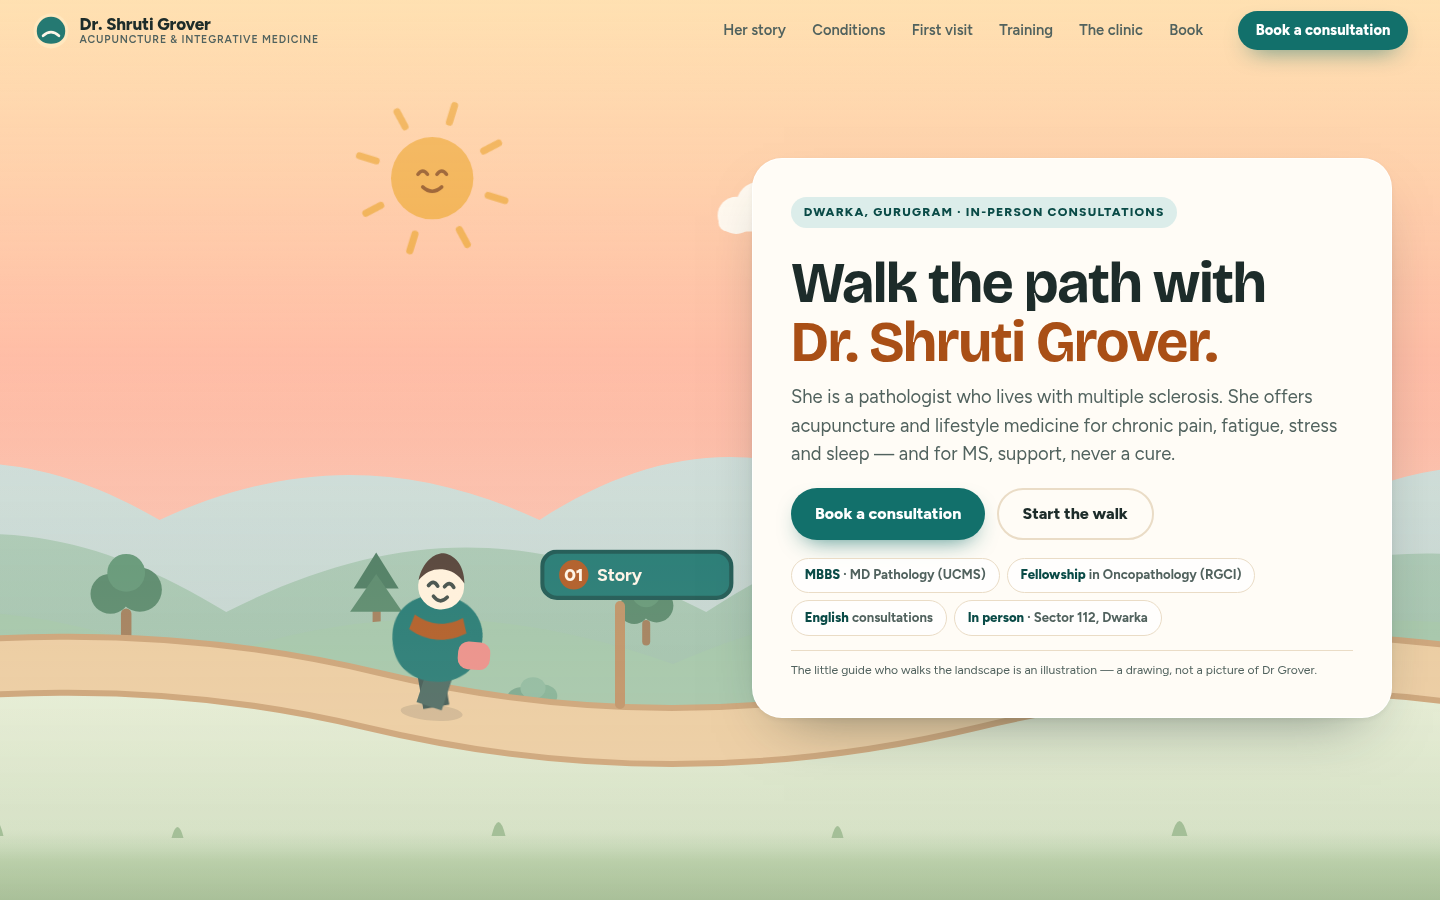 Dr. Shruti Grover
ACUPUNCTURE & INTEGRATIVE MEDICINE
Her story
Conditions
First visit
Training
The clinic
Book
Book a consultation
DWARKA, GURUGRAM · IN-PERSON CONSULTATIONS
Walk the path with
Dr. Shruti Grover.
She is a pathologist who lives with multiple sclerosis. She offers
acupuncture and lifestyle medicine for chronic pain, fatigue, stress
and sleep — and for MS, support, never a cure.
Book a consultation
Start the walk
MBBS · MD Pathology (UCMS)
Fellowship in Oncopathology (RGCI)
English consultations
In person · Sector 112, Dwarka
The little guide who walks the landscape is an illustration — a drawing, not a picture of Dr Grover.
01 Story